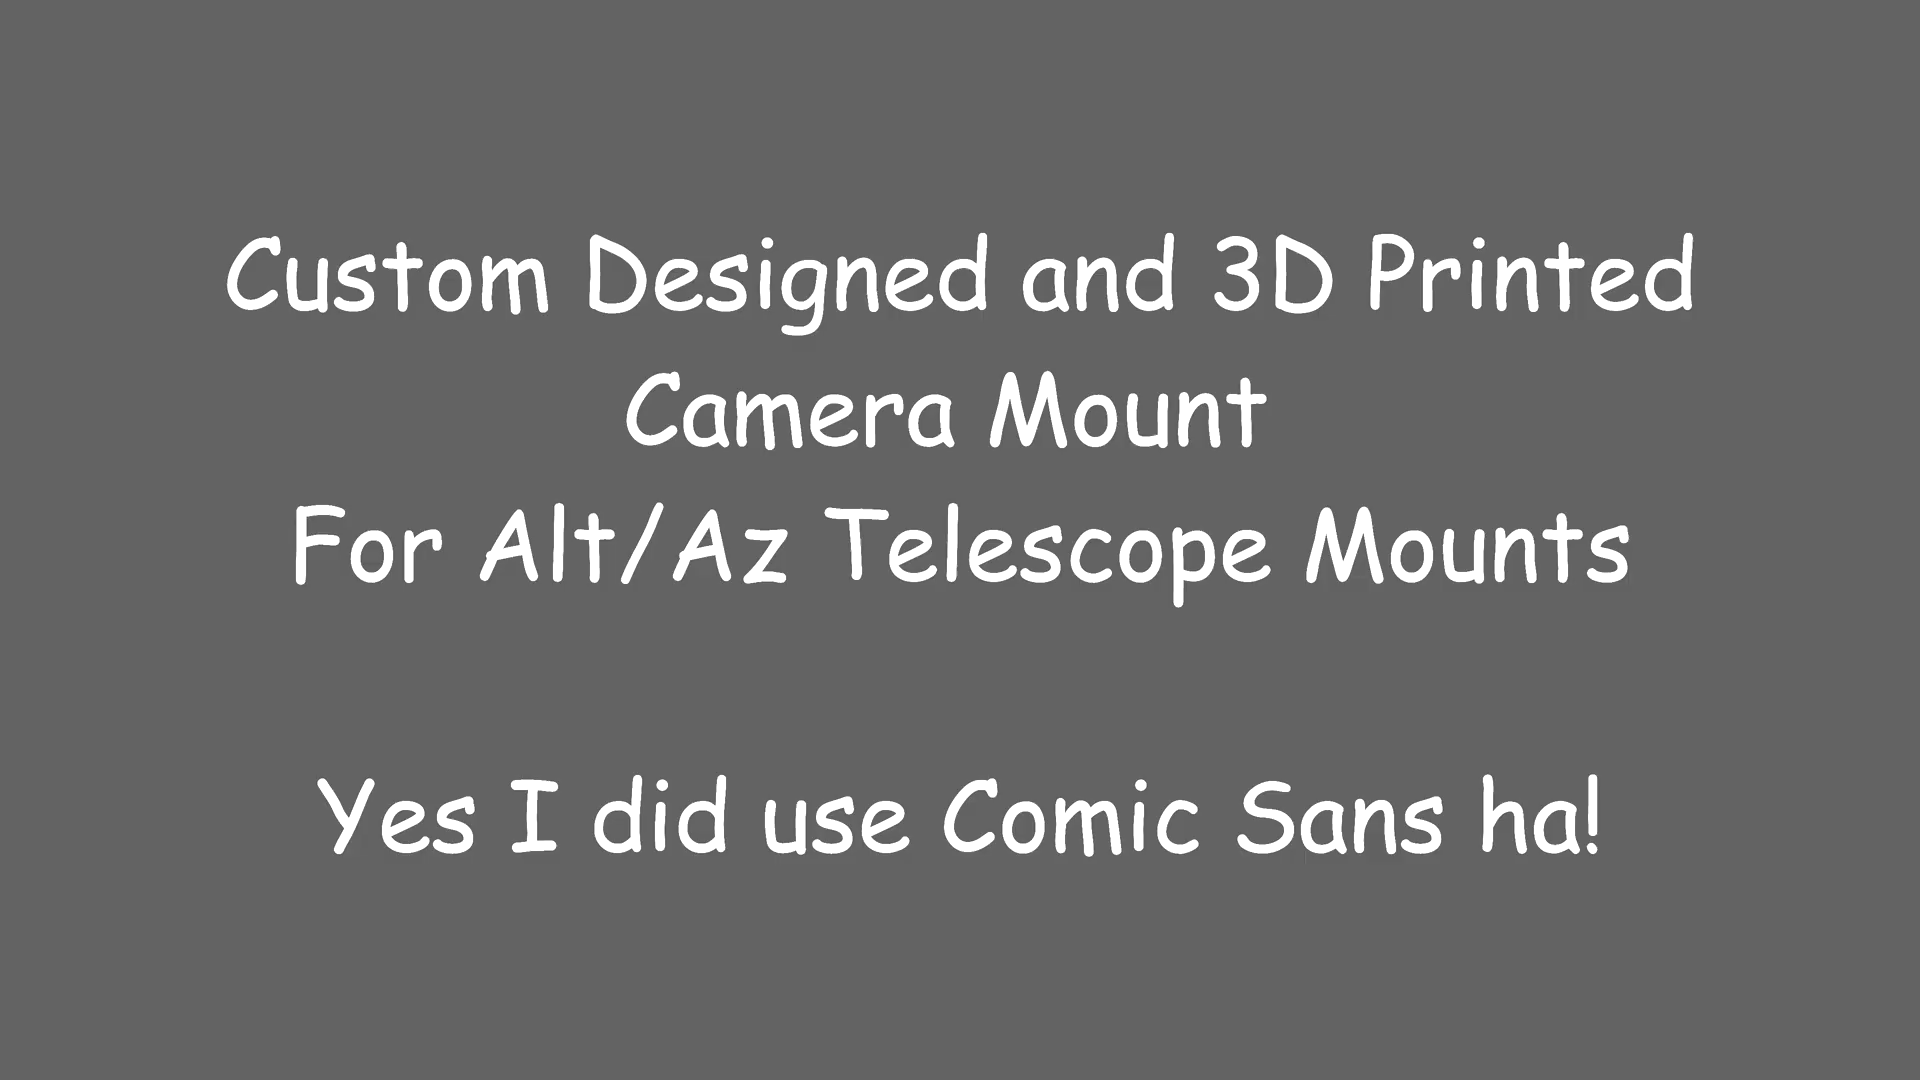 Custom Designed and 3D Printed
Camera Mount
For Alt/Az Telescope Mounts
Yes I did use Comic Sans ha!